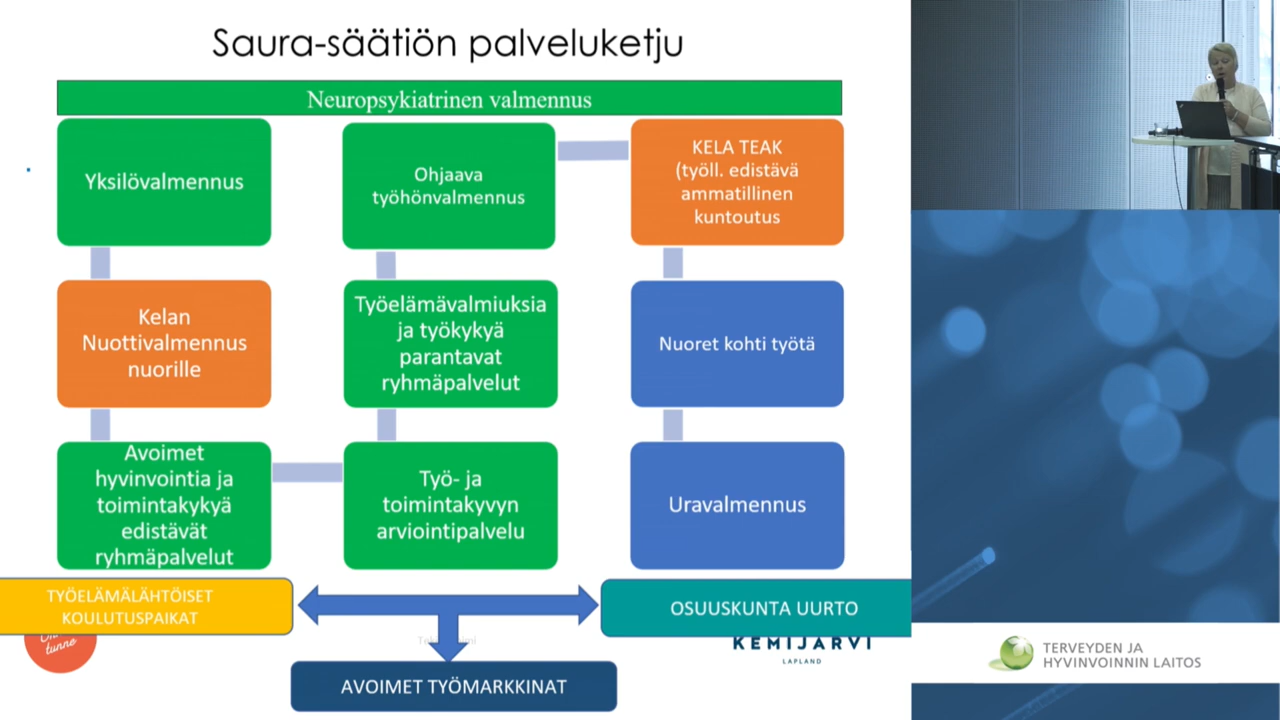 Saura-säätiön palveluketju
Neuropsykiatrinen valmennus
Yksilövalmennus
Kelan
Nuottivalmennus
nuorille
Avoimet
hyvinvointia ja
toimintakykyä
edistävät
ryhmäpalvelut
Ohjaava
työhönvalmennus
Työelämävalmiuksia
ja työkykyä
parantavat
ryhmäpalvelut
Työ- ja
toimintakyvyn
arviointipalvelu
KELA TEAK
(työll. edistävä
ammatillinen
kuntoutus
Nuoret kohti työtä
Uravalmennus
TYÖELÄMÄLÄHTÖISET
KOULUTUSPAIKAT
OSUUSKUNTA UURTO
tunne
KEMIJÄRVI
LAPLAND
AVOIMET TYÖMARKKINAT
TERVEYDEN JA
HYVINVOINNIN LAITOS